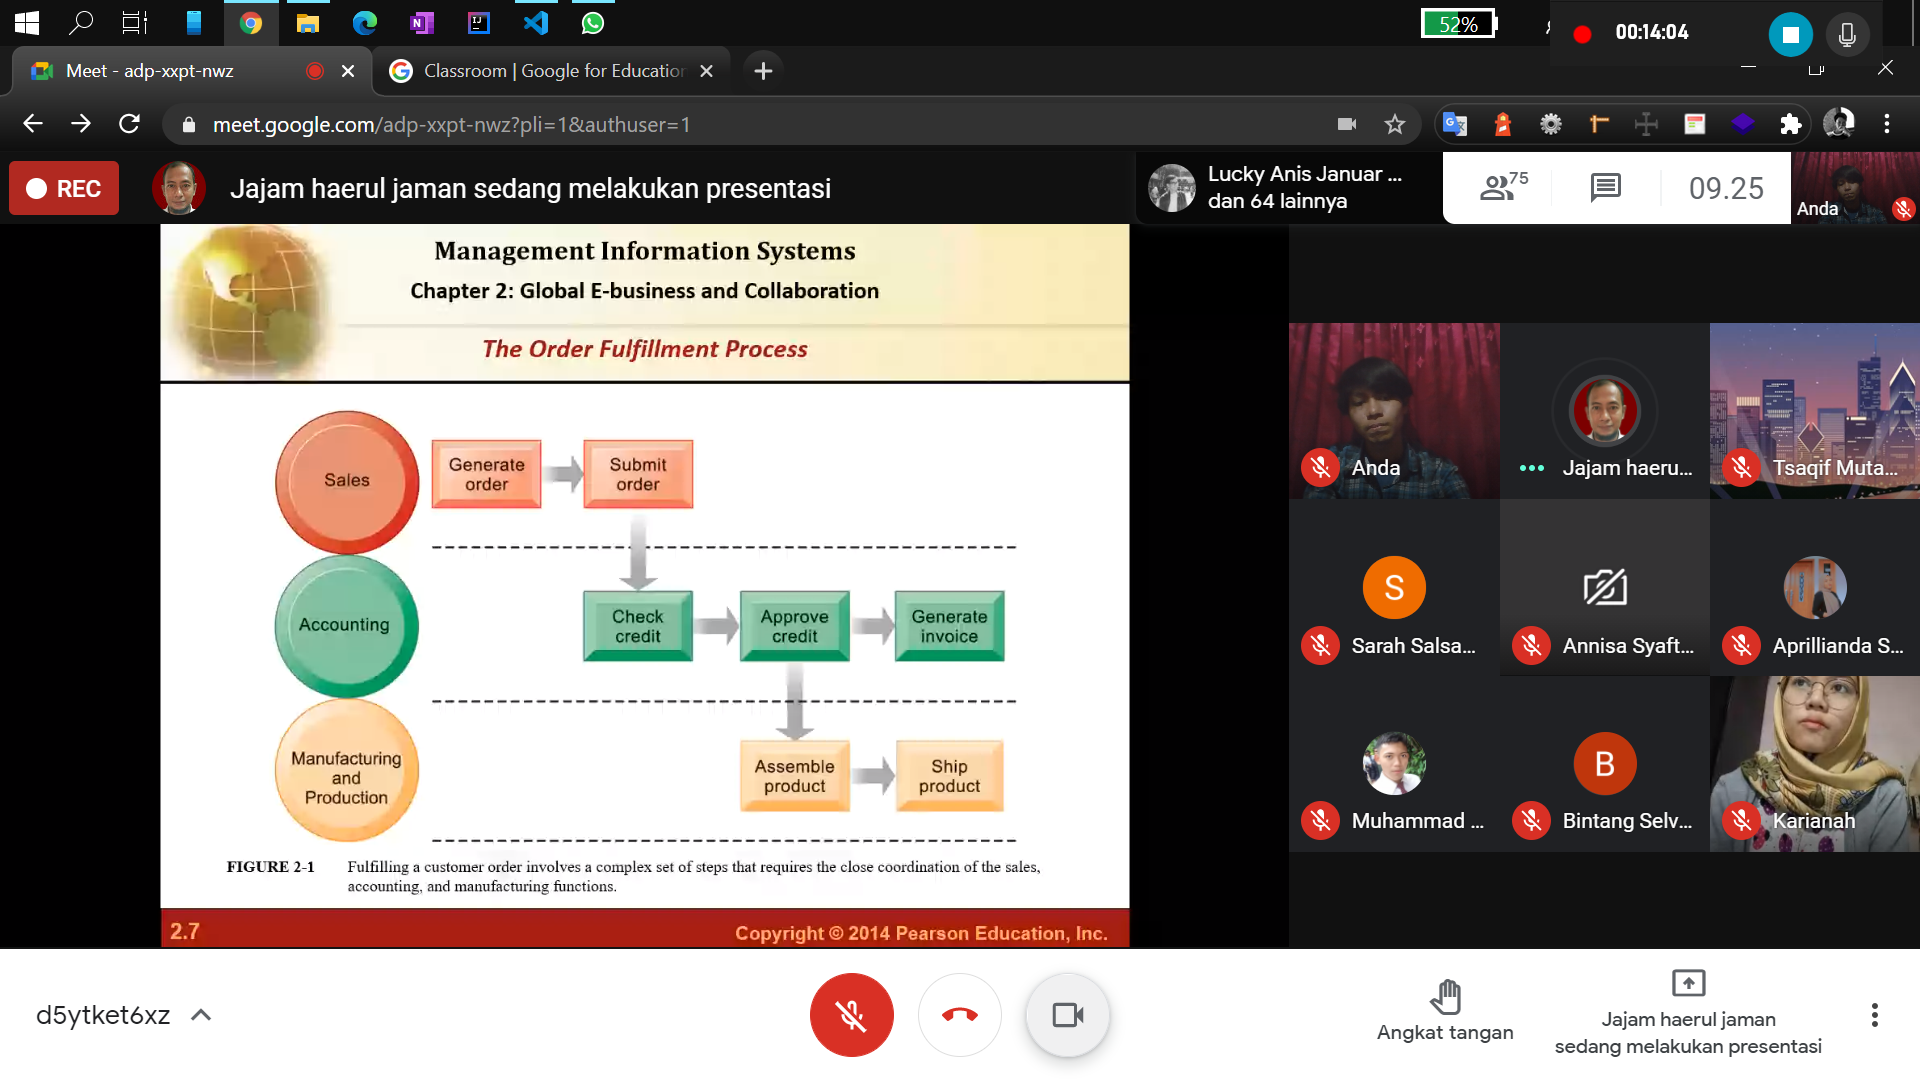 52%
00:14:04
Meet - adp-xxpt-nwz
Classroom | Google for Education
meet.google.com/adp-xxpt-nwz?pli=1&authuser=1
REC
Jajam haerul jaman sedang melakukan presentasi
Lucky Anis Januar ...
dan 64 lainnya
75
09.25
Anda
Management Information Systems
Chapter 2: Global E-business and Collaboration
The Order Fulfillment Process
Sales
Generate
order
Submit
order
Accounting
Check
credit
Approve
credit
Generate
invoice
Manufacturing
and
Production
Assemble
product
Ship
product
FIGURE 2-1 Fulfilling a customer order involves a complex set of steps that requires the close coordination of the sales,
accounting, and manufacturing functions.
2.7
Copyright © 2014 Pearson Education, Inc.
Anda
Jajam haeru...
Tsaqif Muta...
S
Sarah Salsa...
Annisa Syaft...
Aprillianda S...
Muhammad ...
B
Bintang Selv...
Karianah
d5ytket6xz
Angkat tangan
Jajam haerul jaman
sedang melakukan presentasi